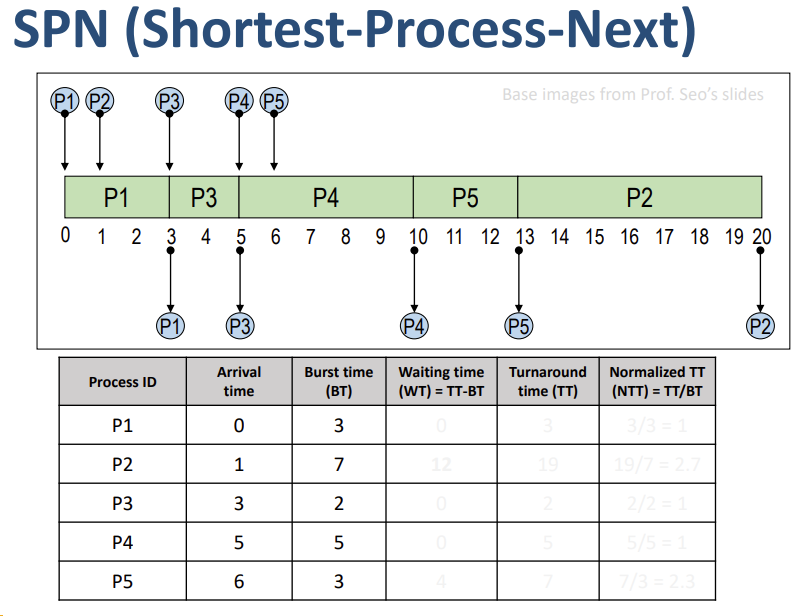 SPN (Shortest-Process-Next)
Base images from Prof. Seo's slides
P1 P2 P3 P4 P5
P1 P3 P4 P5 P2
0 1 2 3 4 5 6 7 8 9 10 11 12 13 14 15 16 17 18 19 20
P1 P3 P4 P5 P2
Process ID Arrival time Burst time (BT) Waiting time (WT) = TT-BT Turnaround time (TT) Normalized TT (NTT) = TT/BT
P1 0 3 0 3 3/3 = 1
P2 1 7 12 19 19/7 = 2.7
P3 3 2 0 2 2/2 = 1
P4 5 5 0 5 5/5 = 1
P5 6 3 4 7 7/3 = 2.3